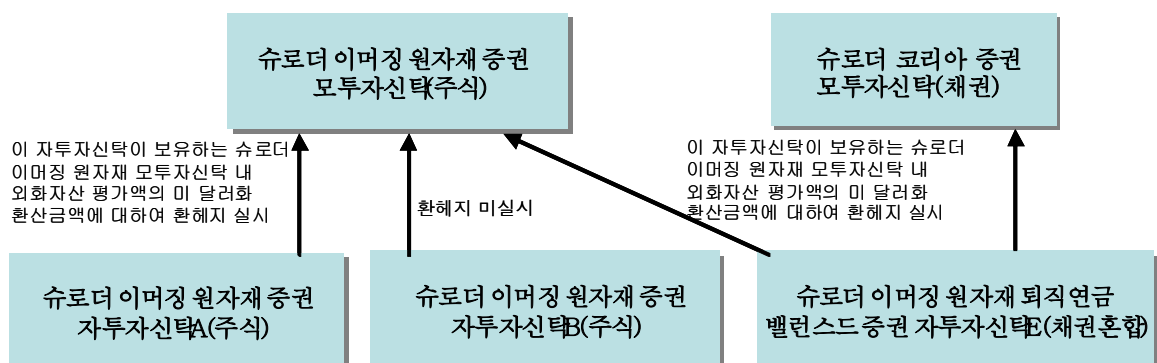 슈로더 이머징 원자재 증권
모투자신탁(주식)
슈로더 코리아 증권
모투자신탁(채권)
이 자투자신탁이 보유하는 슈로더
이머징 원자재 모투자신탁 내
외화자산 평가액의 미 달러화
환산금액에 대하여 환헤지 실시
환헤지 미실시
이 자투자신탁이 보유하는 슈로더
이머징 원자재 모투자신탁 내
외화자산 평가액의 미 달러화
환산금액에 대하여 환헤지 실시
슈로더 이머징 원자재 증권
자투자신탁A(주식)
슈로더 이머징 원자재 증권
자투자신탁B(주식)
슈로더 이머징 원자재 퇴직연금
밸런스드증권 자투자신탁E(채권혼합)